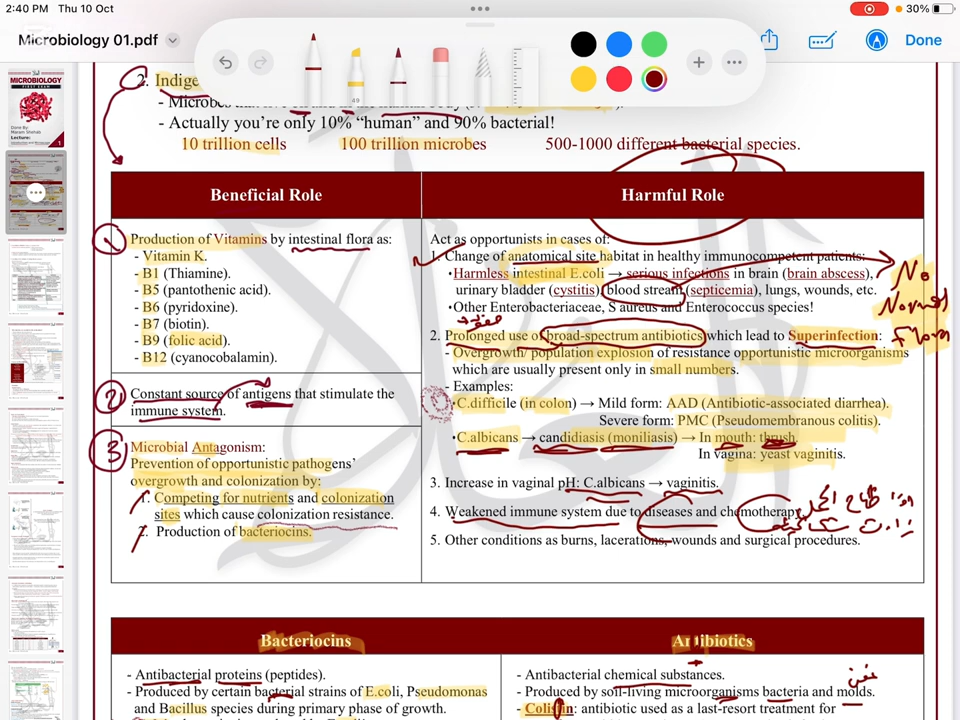 2:40 PM Thu 10 Oct
30%
Microbiology 01.pdf
Done
MICROBIOLOGY
FIRST EXAM
Lecture:
1
2. Indige
- Actually you're only 10% “human” and 90% bacterial!
10 trillion cells 100 trillion microbes 500-1000 different bacterial species.
Beneficial Role
Production of Vitamins by intestinal flora as:
- Vitamin K.
- B1 (Thiamine).
- B5 (pantothenic acid).
- B6 (pyridoxine).
- B7 (biotin).
- B9 (folic acid).
- B12 (cyanocobalamin).
Constant source of antigens that stimulate the
immune system.
Microbial Antagonism:
Prevention of opportunistic pathogens'
overgrowth and colonization by:
1. Competing for nutrients and colonization
sites which cause colonization resistance.
2. Production of bacteriocins.
1
2
3
Harmful Role
Act as opportunists in cases of:
1. Change of anatomical site habitat in healthy immunocompetent patients:
•Harmless intestinal E.coli → serious infections in brain (brain abscess),
urinary bladder (cystitis), blood stream (septicemia), lungs, wounds, etc.
•Other Enterobacteriaceae, S aureus and Enterococcus species!
2. Prolonged use of broad-spectrum antibiotics which lead to Superinfection:
- Overgrowth/ population explosion of resistance opportunistic microorganisms
which are usually present only in small numbers.
- Examples:
•C.difficile (in colon) → Mild form: AAD (Antibiotic-associated diarrhea).
Severe form: PMC (Pseudomembranous colitis).
•C.albicans → candidiasis (moniliasis) → In mouth: thrush.
In vagina: yeast vaginitis.
3. Increase in vaginal pH: C.albicans → vaginitis.
4. Weakened immune system due to diseases and chemotherapy.
5. Other conditions as burns, lacerations, wounds and surgical procedures.
No
Normal
Flora
Bacteriocins
- Antibacterial proteins (peptides).
- Produced by certain bacterial strains of E.coli, Pseudomonas
and Bacillus species during primary phase of growth.
Antibiotics
- Antibacterial chemical substances.
- Produced by soil-living microorganisms bacteria and molds.
- Colistin: antibiotic used as a last-resort treatment for
عفن